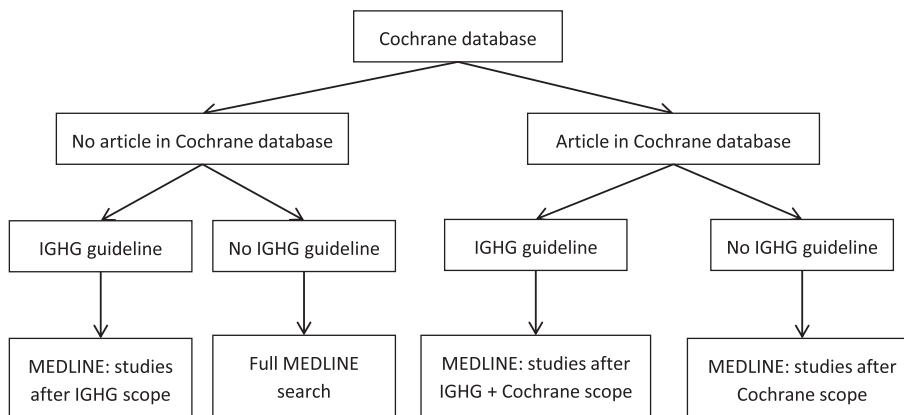 Cochrane database
No article in Cochrane database
Article in Cochrane database
IGHG guideline
No IGHG guideline
IGHG guideline
No IGHG guideline
MEDLINE: studies
after IGHG scope
Full MEDLINE
search
MEDLINE: studies after
IGHG + Cochrane scope
MEDLINE: studies after
Cochrane scope